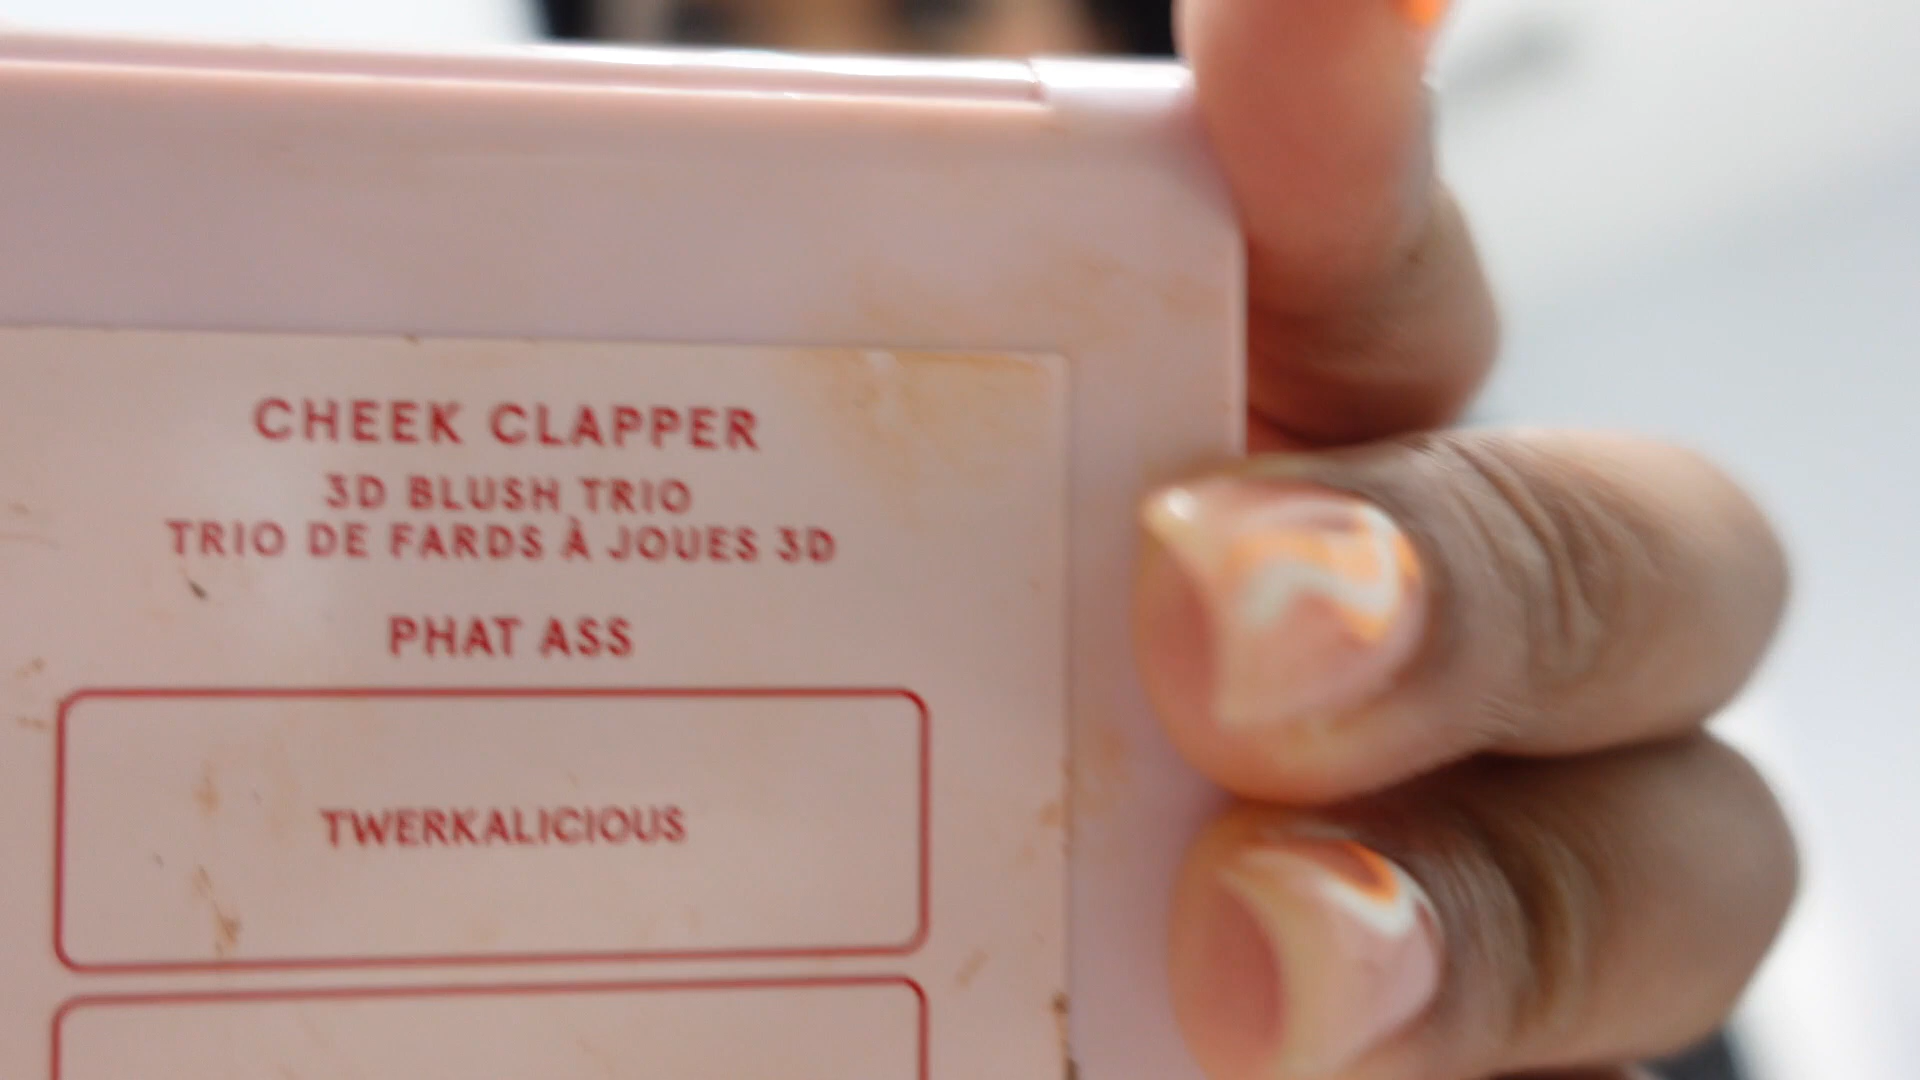 CHEEK CLAPPER
3D BLUSH TRIO
TRIO DE FARDS À JOUES 3D
PHAT ASS
TWERKALICIOUS